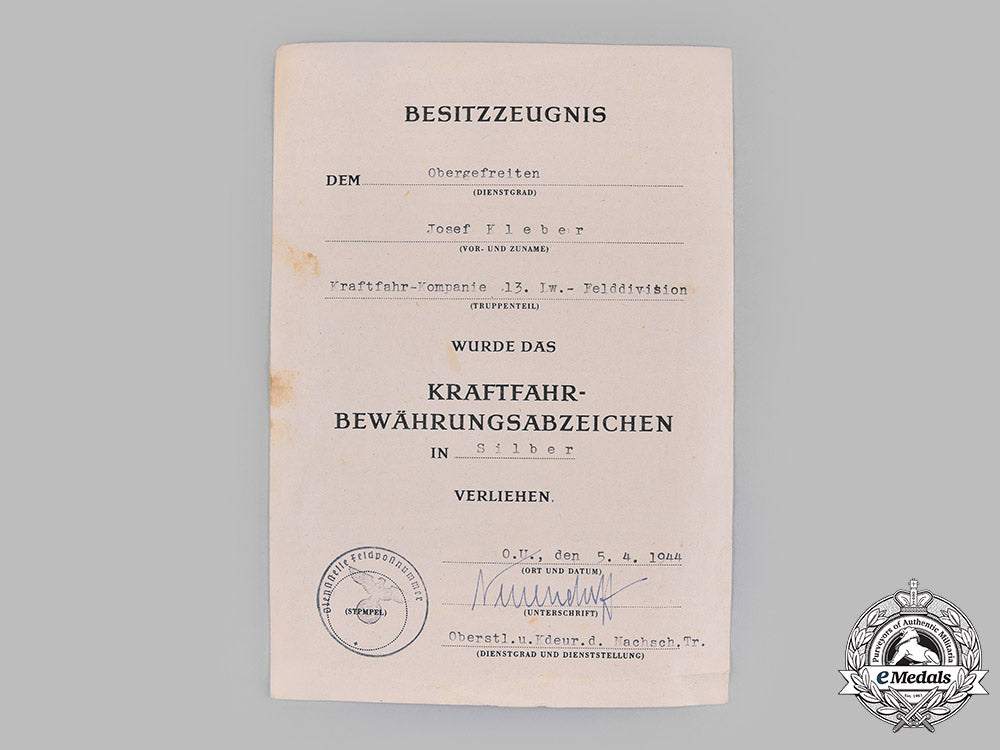 BESITZZEUGNIS
DEM Obergefreiten
(DIENSTGRAD)
Josef Kleber
(VOR- UND ZUNAME)
Kraftfahr-Kompanie 13. Lw.- Felddivision
(TRUPPENTEIL)
WURDE DAS
KRAFTFAHR-
BEWÄHRUNGSABZEICHEN
IN Silber
VERLIEHEN.
O.U., den 5. 4. 1944
(ORT UND DATUM)
(UNTERSCHRIFT)
Oberstl.u.Kdeur.d. Nachsch.Tr.
(DIENSTGRAD UND DIENSTSTELLUNG)
Dienststelle Feldpostnummer
(STEMPEL)
Purveyors of Authentic Militaria
eMedals